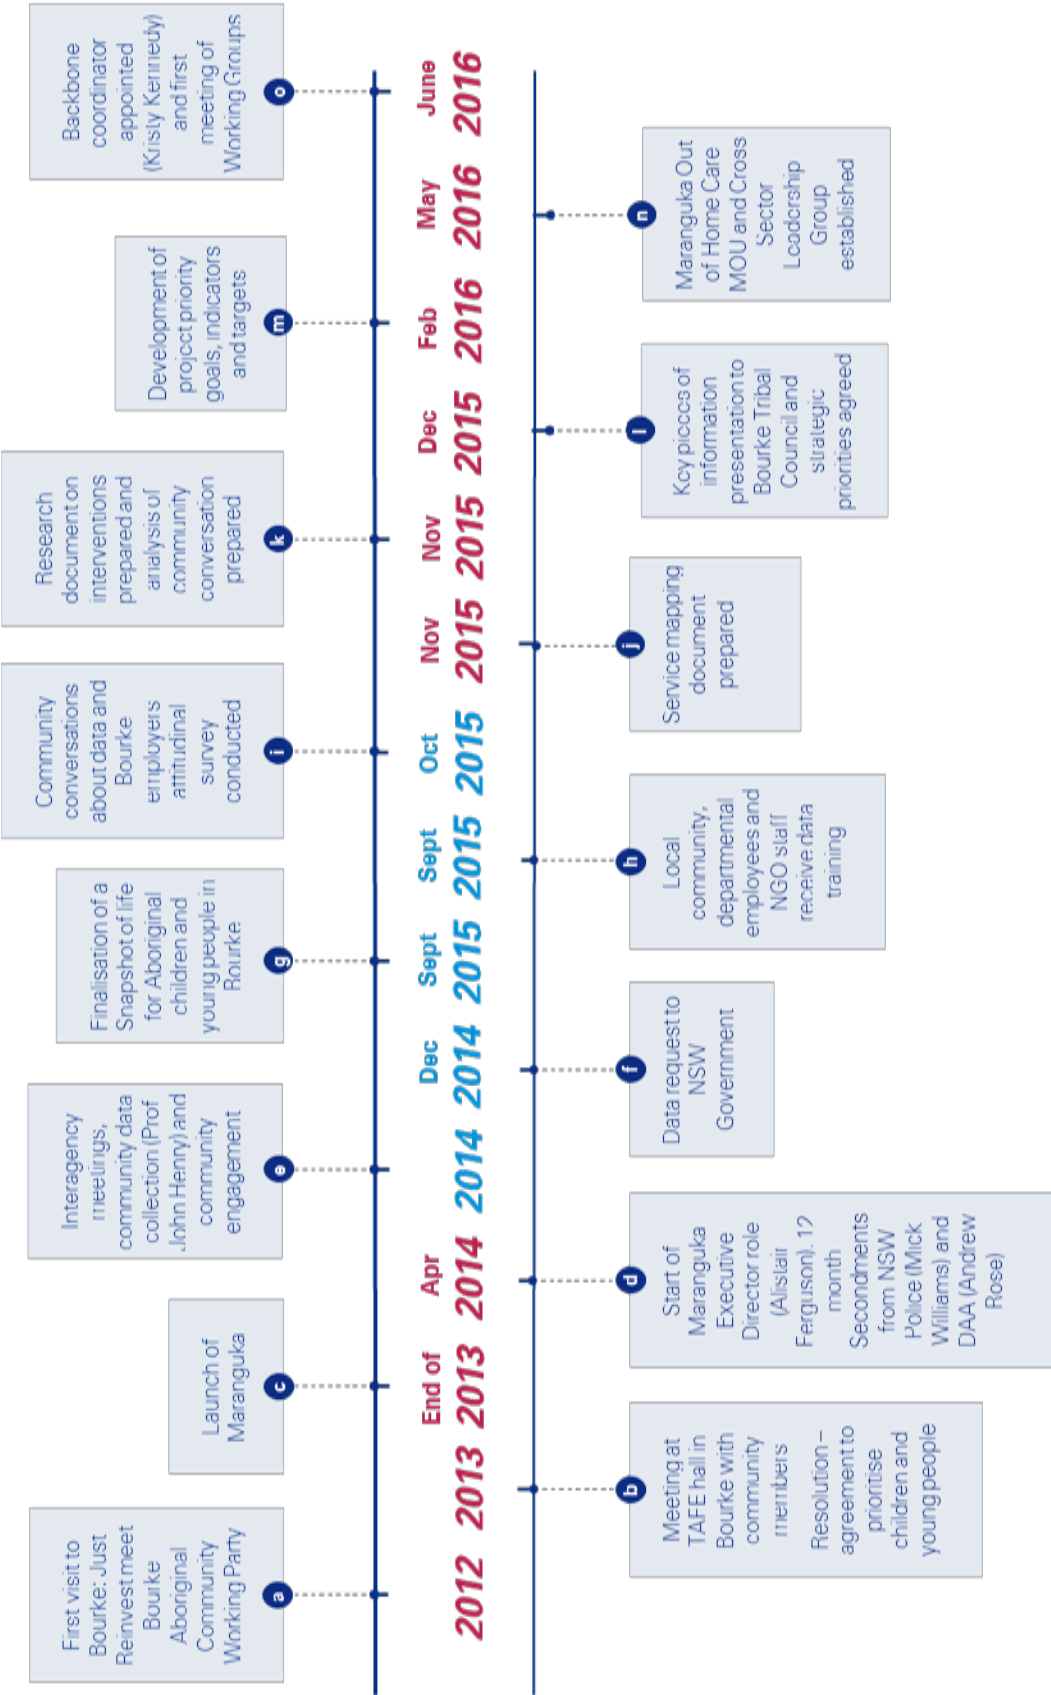 First visit to
Bourke: Just
Reinvest meet
Bourke
Aboriginal
Community
Working Party
a
Launch of
Maranguka
c
Interagency
meetings,
community data
collection (Prof
John Henry) and
community
engagement
e
Finalisation of a
Snapshot of life
for Aboriginal
children and
young people in
Bourke
g
Community
conversations
about data and
Bourke
employers
attitudinal
survey
conducted
i
Research
document on
interventions
prepared and
analysis of
community
conversation
prepared
k
Development of
project priority
goals, indicators
and targets
m
Backbone
coordinator
appointed
(Kristy Kennedy)
and first
meeting of
Working Groups
o
2012
2013
End of
2013
Apr
2014
2014
Dec
2014
Sept
2015
Sept
2015
Oct
2015
Nov
2015
Nov
2015
Dec
2015
Feb
2016
May
2016
June
2016
b
Meeting at
TAFE hall in
Bourke with
community
members
Resolution –
agreement to
prioritise
children and
young people
d
Start of
Maranguka
Executive
Director role
(Alistair
Ferguson). 12
month
Secondments
from NSW
Police (Mick
Williams) and
DAA (Andrew
Rose)
f
Data request to
NSW
Government
h
Local
community,
departmental
employees and
NGO staff
receive data
training
j
Service mapping
document
prepared
l
Key pieces of
information
presentation to
Bourke Tribal
Council and
strategic
priorities agreed
n
Maranguka Out
of Home Care
MOU and Cross
Sector
Leadership
Group
established